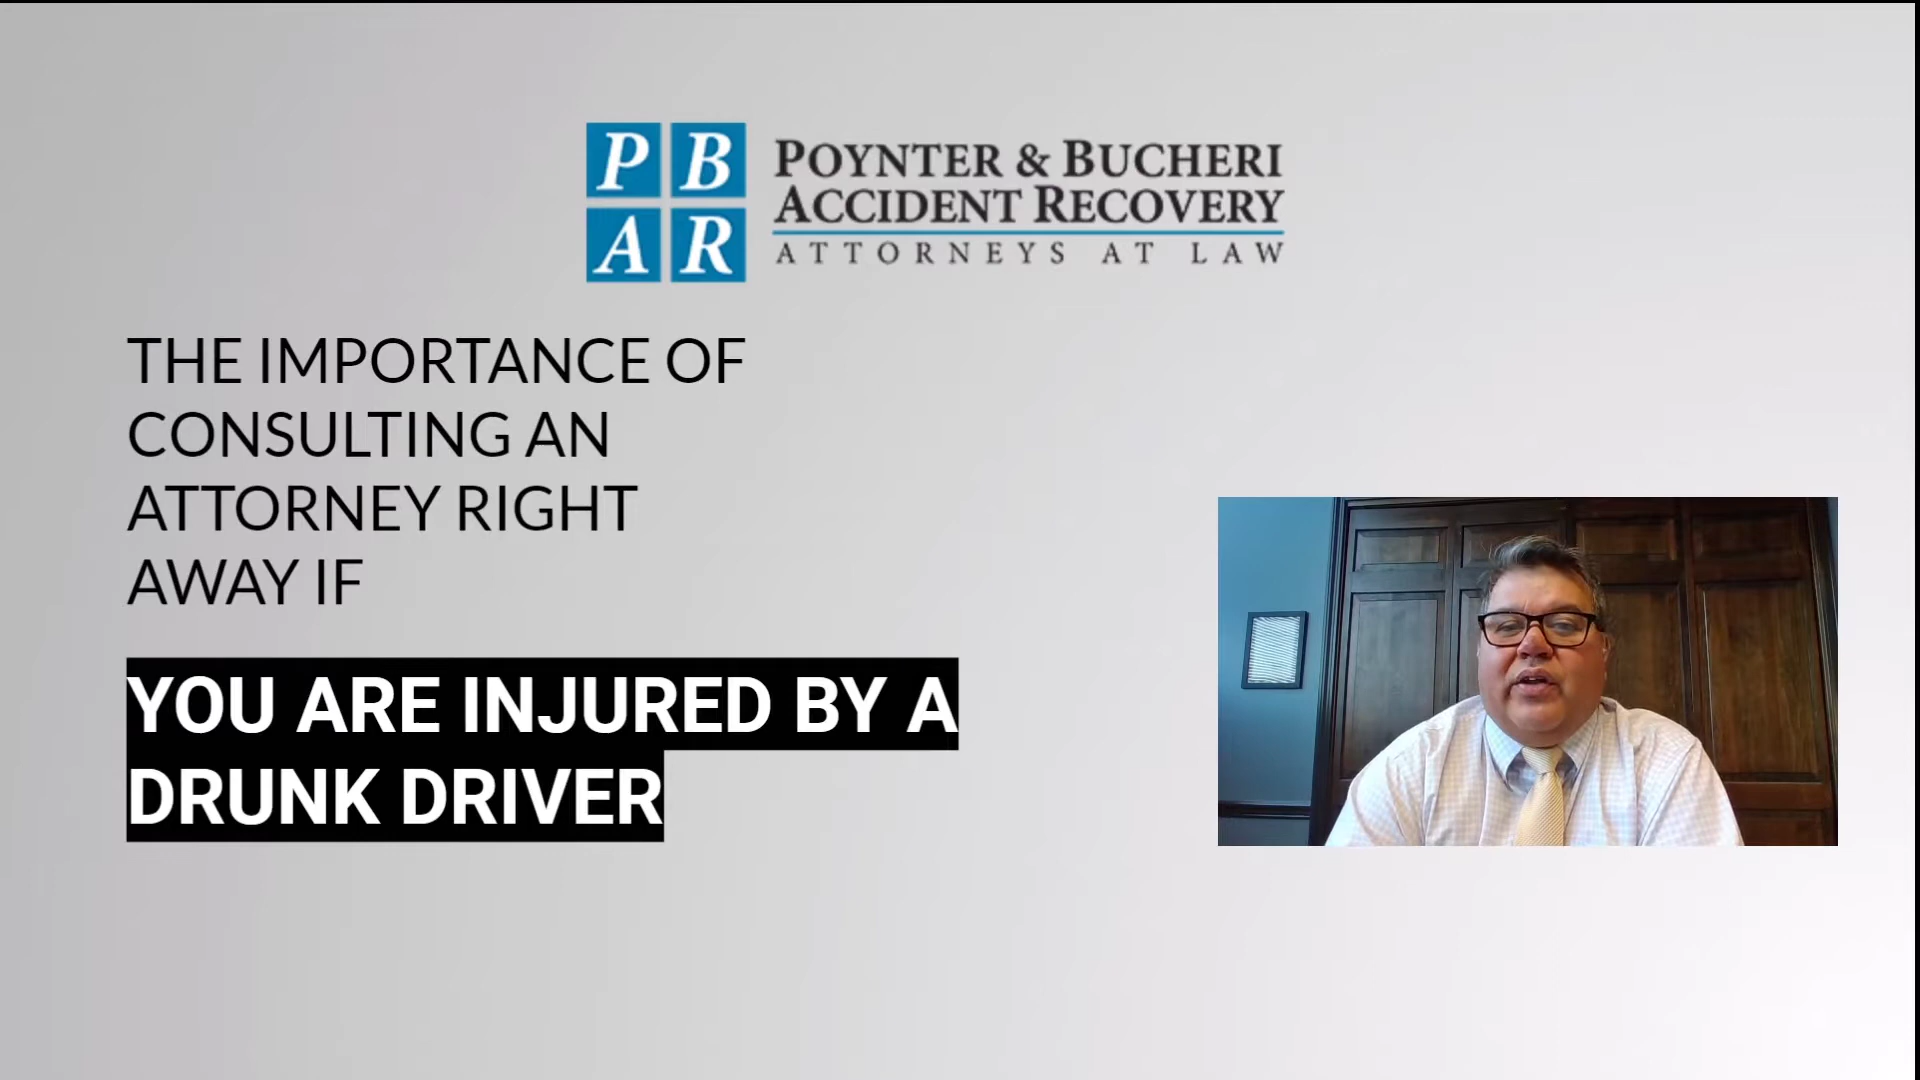 P B
A R
POYNTER & BUCHERI
ACCIDENT RECOVERY
ATTORNEYS AT LAW
THE IMPORTANCE OF
CONSULTING AN
ATTORNEY RIGHT
AWAY IF
YOU ARE INJURED BY A
DRUNK DRIVER